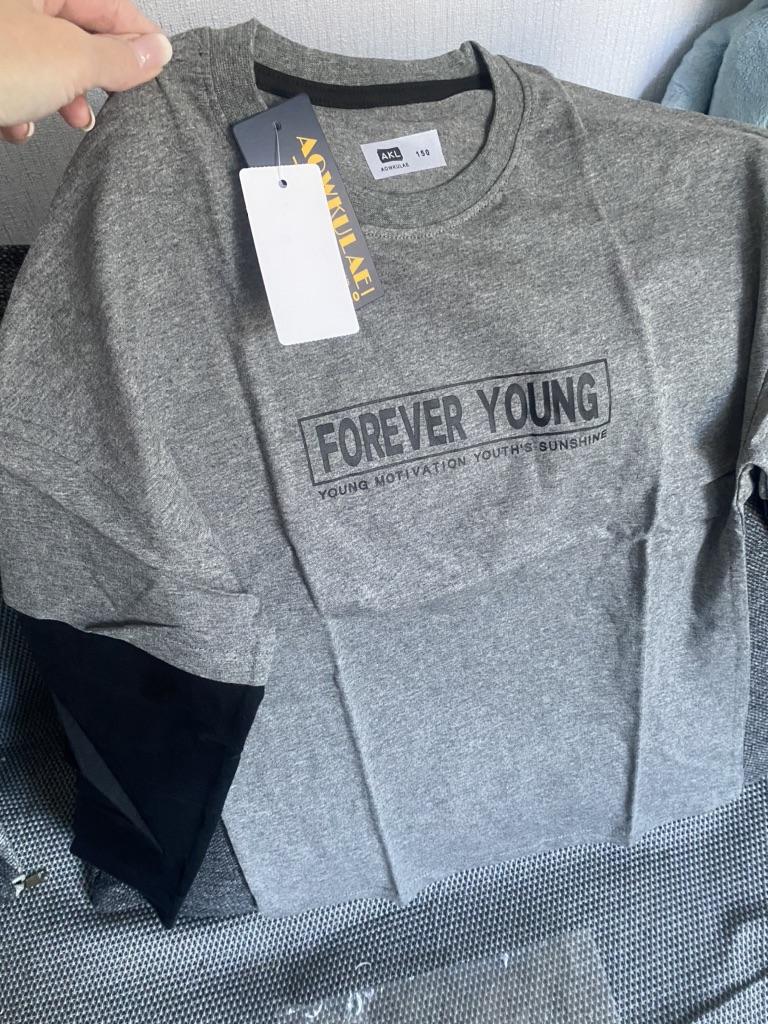 AOWKULAE!
AKL 150
AOWKULAE
FOREVER YOUNG
YOUNG MOTIVATION YOUTH'S SUNSHINE